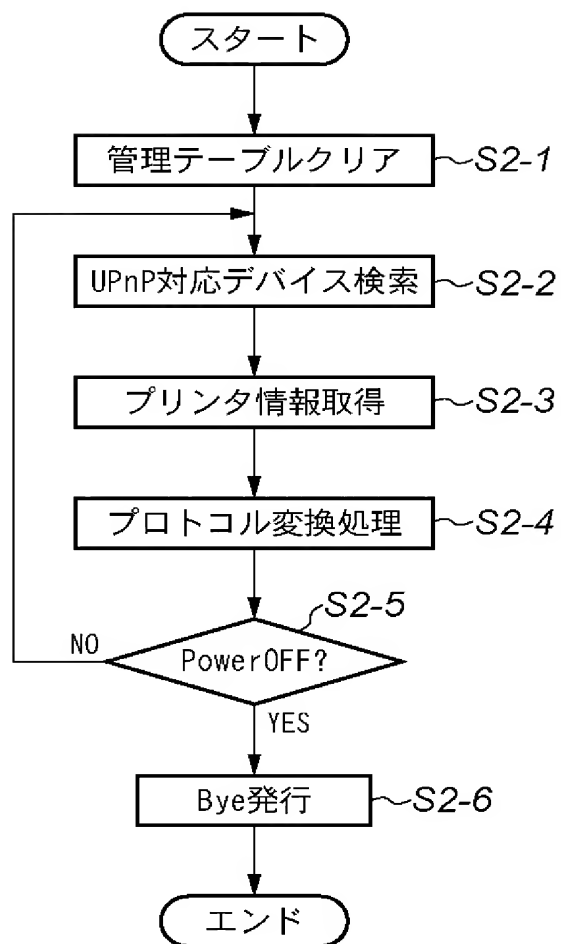 スタート
管理テーブルクリア S2-1
UPnP対応デバイス検索 S2-2
プリンタ情報取得 S2-3
プロトコル変換処理 S2-4
S2-5
NO PowerOFF?
YES
Bye発行 S2-6
エンド